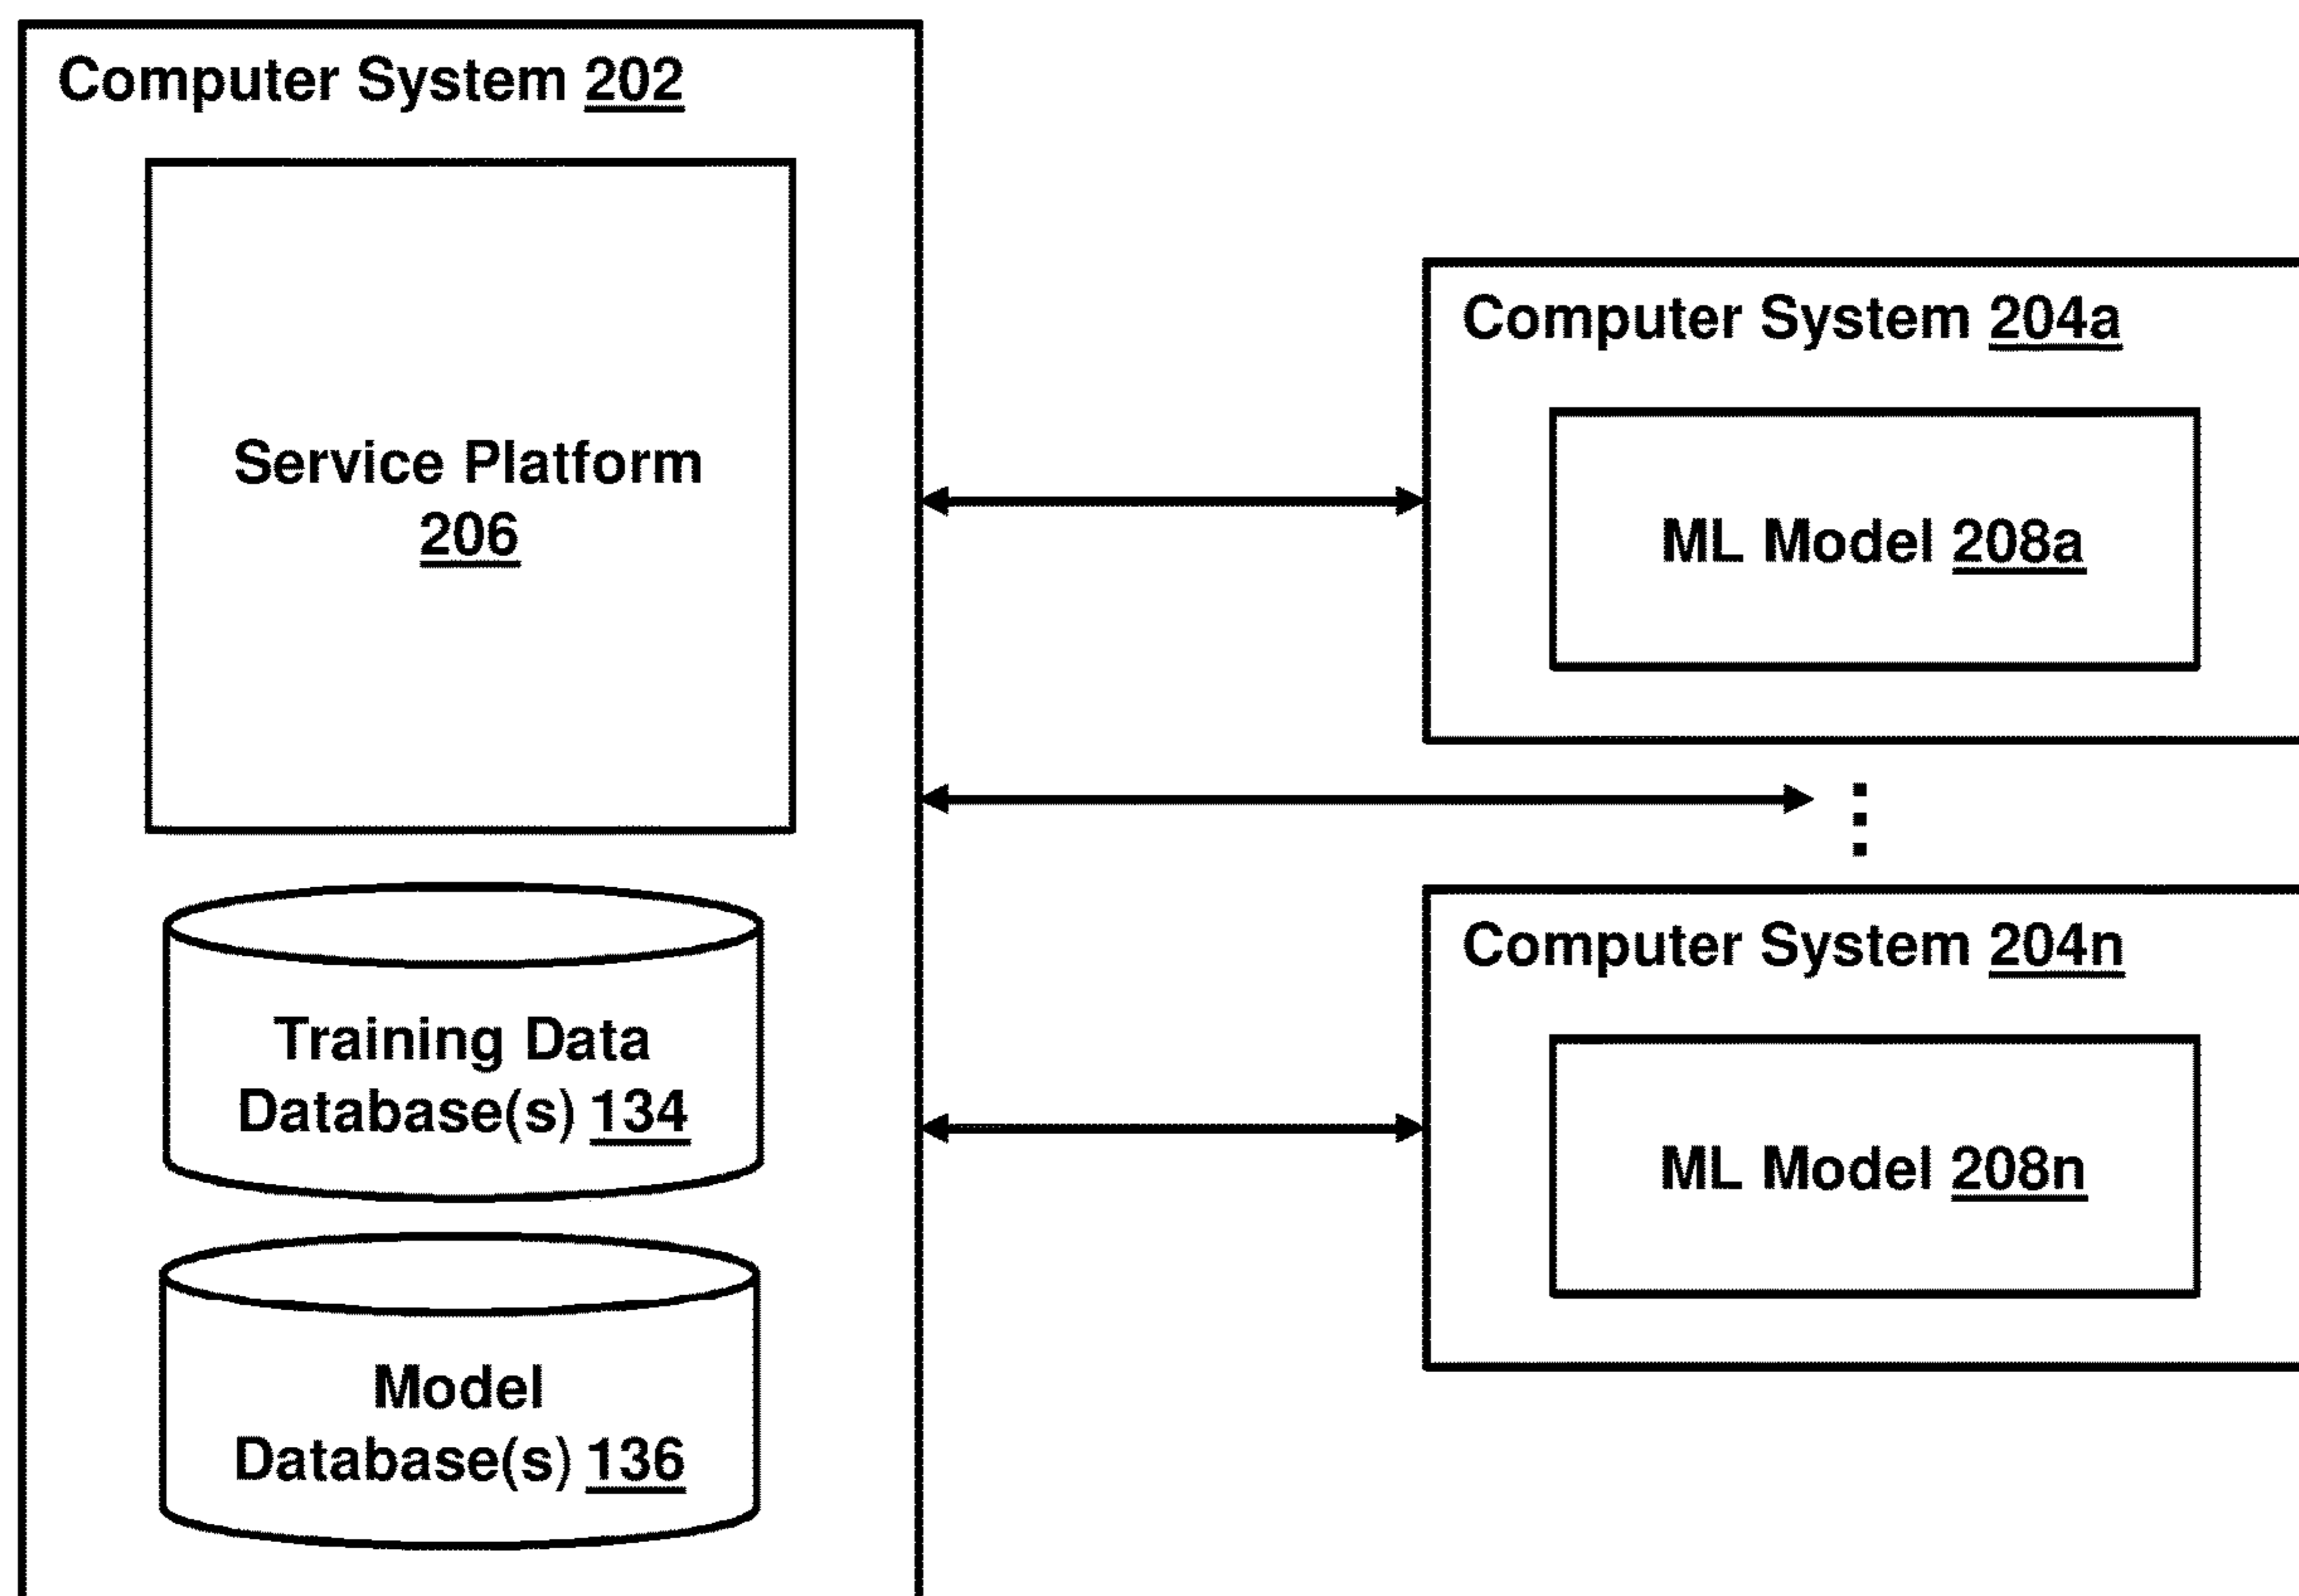 Computer System 202
Service Platform
206
Training Data
Database(s) 134
Model
Database(s) 136
Computer System 204a
ML Model 208a
Computer System 204n
ML Model 208n